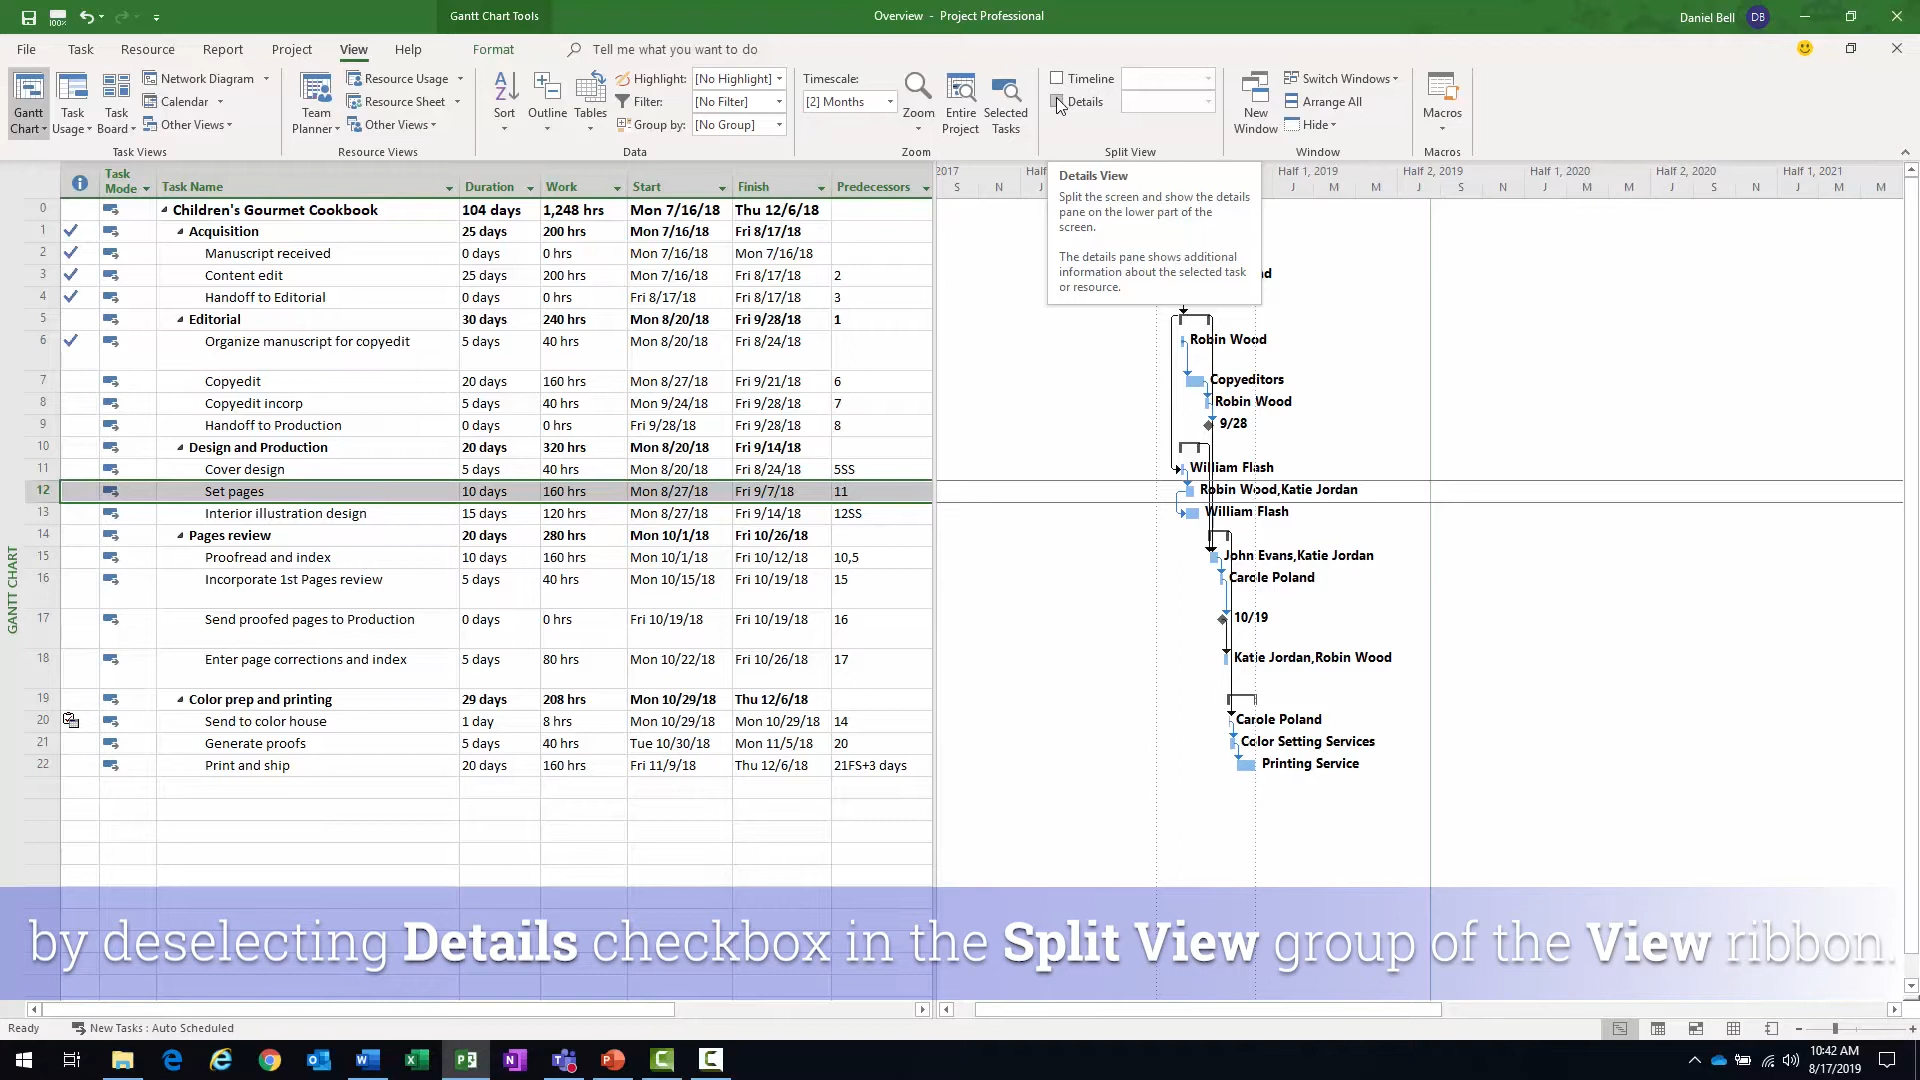 Gantt Chart Tools
Overview - Project Professional
Daniel Bell DB
File Task Resource Report Project View Help Format Tell me what you want to do
Gantt Chart
Task Usage
Task Board
Network Diagram
Calendar
Other Views
Task Views
Team Planner
Resource Usage
Resource Sheet
Other Views
Resource Views
Sort
Outline
Tables
Highlight: [No Highlight]
Filter: [No Filter]
Group by: [No Group]
Data
Timescale:
[2] Months
Zoom
Entire Project
Selected Tasks
Zoom
Timeline
Details
Split View
New Window
Switch Windows
Arrange All
Hide
Window
Macros
Macros
Details View
Split the screen and show the details
pane on the lower part of the
screen.
The details pane shows additional
information about the selected task
or resource.
Task Mode Task Name Duration Work Start Finish Predecessors
2017 Half 1, 2019 Half 2, 2019 Half 1, 2020 Half 2, 2020 Half 1, 2021
S N J M M J S N J M M J S N J M
0 Children's Gourmet Cookbook 104 days 1,248 hrs Mon 7/16/18 Thu 12/6/18
1 Acquisition 25 days 200 hrs Mon 7/16/18 Fri 8/17/18
2 Manuscript received 0 days 0 hrs Mon 7/16/18 Mon 7/16/18
3 Content edit 25 days 200 hrs Mon 7/16/18 Fri 8/17/18 2
4 Handoff to Editorial 0 days 0 hrs Fri 8/17/18 Fri 8/17/18 3
5 Editorial 30 days 240 hrs Mon 8/20/18 Fri 9/28/18 1
6 Organize manuscript for copyedit 5 days 40 hrs Mon 8/20/18 Fri 8/24/18 Robin Wood
7 Copyedit 20 days 160 hrs Mon 8/27/18 Fri 9/21/18 6 Copyeditors
8 Copyedit incorp 5 days 40 hrs Mon 9/24/18 Fri 9/28/18 7 Robin Wood
9 Handoff to Production 0 days 0 hrs Fri 9/28/18 Fri 9/28/18 8 9/28
10 Design and Production 20 days 320 hrs Mon 8/20/18 Fri 9/14/18
11 Cover design 5 days 40 hrs Mon 8/20/18 Fri 8/24/18 5SS William Flash
12 Set pages 10 days 160 hrs Mon 8/27/18 Fri 9/7/18 11 Robin Wood,Katie Jordan
13 Interior illustration design 15 days 120 hrs Mon 8/27/18 Fri 9/14/18 12SS William Flash
14 Pages review 20 days 280 hrs Mon 10/1/18 Fri 10/26/18
15 Proofread and index 10 days 160 hrs Mon 10/1/18 Fri 10/12/18 10,5 John Evans,Katie Jordan
16 Incorporate 1st Pages review 5 days 40 hrs Mon 10/15/18 Fri 10/19/18 15 Carole Poland
17 Send proofed pages to Production 0 days 0 hrs Fri 10/19/18 Fri 10/19/18 16 10/19
18 Enter page corrections and index 5 days 80 hrs Mon 10/22/18 Fri 10/26/18 17 Katie Jordan,Robin Wood
19 Color prep and printing 29 days 208 hrs Mon 10/29/18 Thu 12/6/18
20 Send to color house 1 day 8 hrs Mon 10/29/18 Mon 10/29/18 14 Carole Poland
21 Generate proofs 5 days 40 hrs Tue 10/30/18 Mon 11/5/18 20 Color Setting Services
22 Print and ship 20 days 160 hrs Fri 11/9/18 Thu 12/6/18 21FS+3 days Printing Service
GANTT CHART
by deselecting Details checkbox in the Split View group of the View ribbon.
Ready New Tasks : Auto Scheduled
10:42 AM
8/17/2019